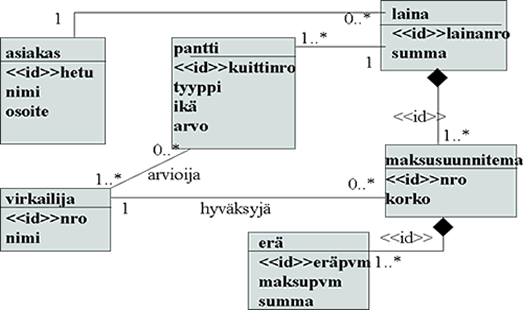 1
0..*
laina
<<id>>lainanro
summa
asiakas
<<id>>hetu
nimi
osoite
pantti
<<id>>kuittinro
tyyppi
ikä
arvo
1..*
1
<<id>>
1..*
0..*
arvioija
1..*
maksusuunnitema
<<id>>nro
korko
virkailija
<<id>>nro
nimi
1
hyväksyjä
0..*
<<id>>
erä
<<id>>eräpvm
maksupvm
summa
1..*